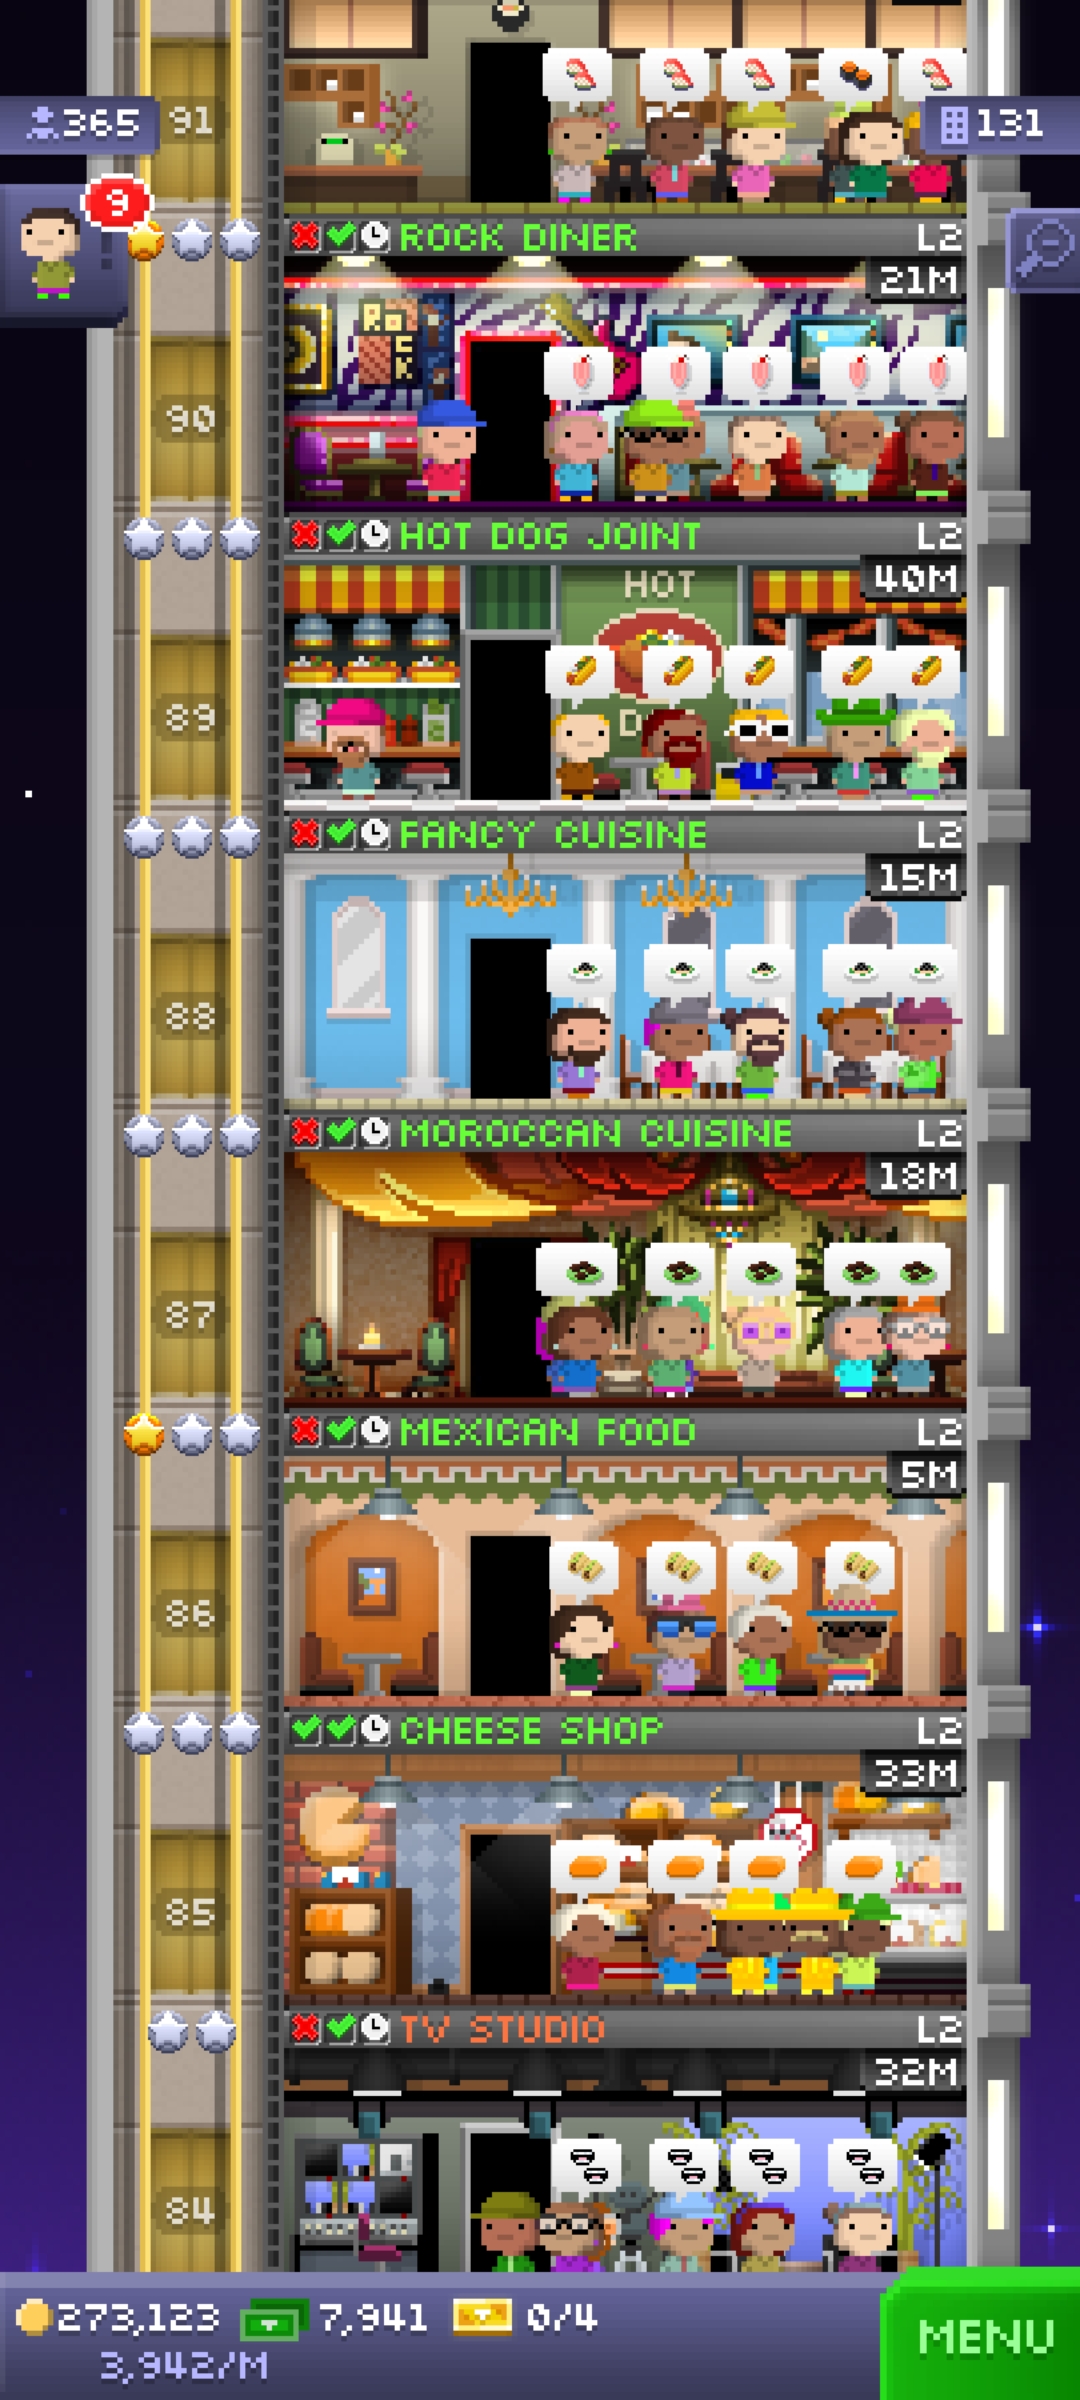 91
365
131
9
ROCK DINER L2
21M
ROCK
90
HOT DOG JOINT L2
40M
HOT
D
89
FANCY CUISINE L2
15M
88
MOROCCAN CUISINE L2
18M
87
MEXICAN FOOD L2
5M
86
CHEESE SHOP L2
33M
85
TV STUDIO L2
32M
84
273,123 7,941 0/4
3,942/M
MENU